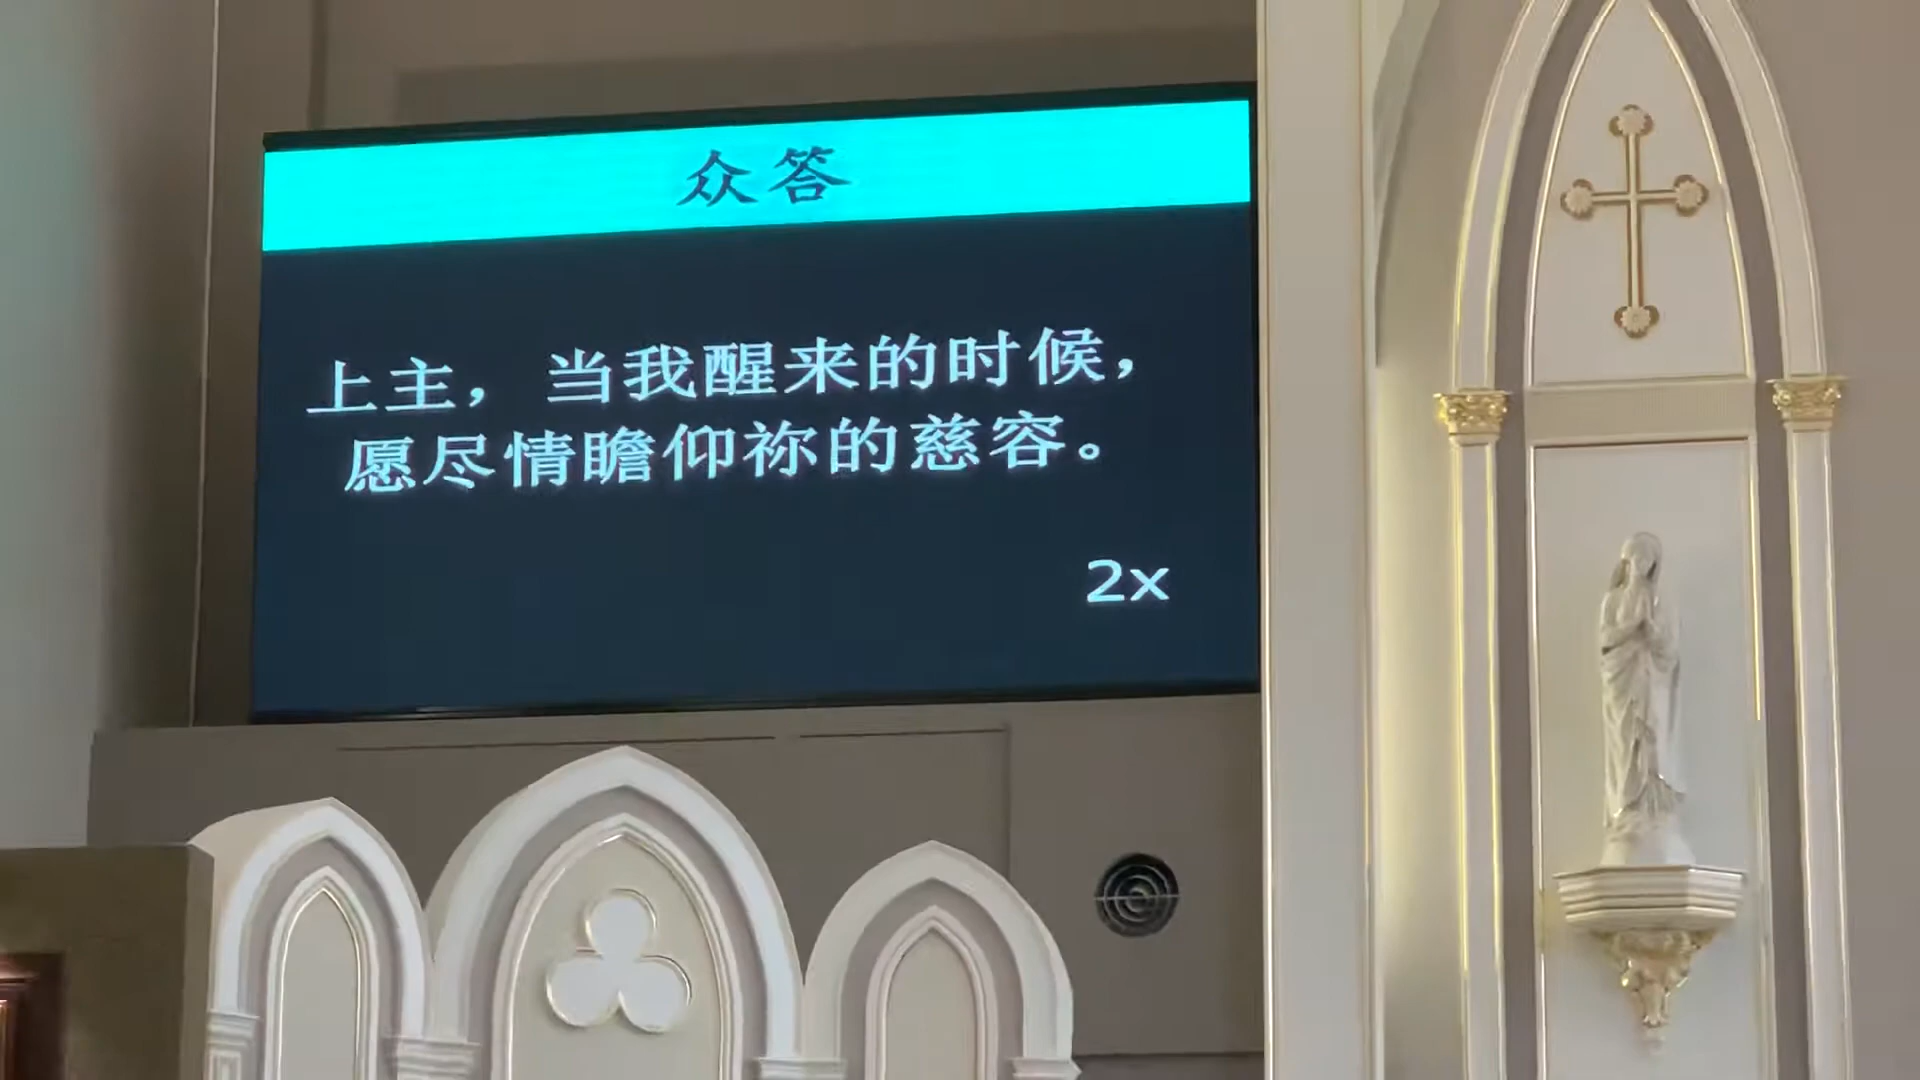 众答
上主，当我醒来的时候，
愿尽情瞻仰祢的慈容。
2x